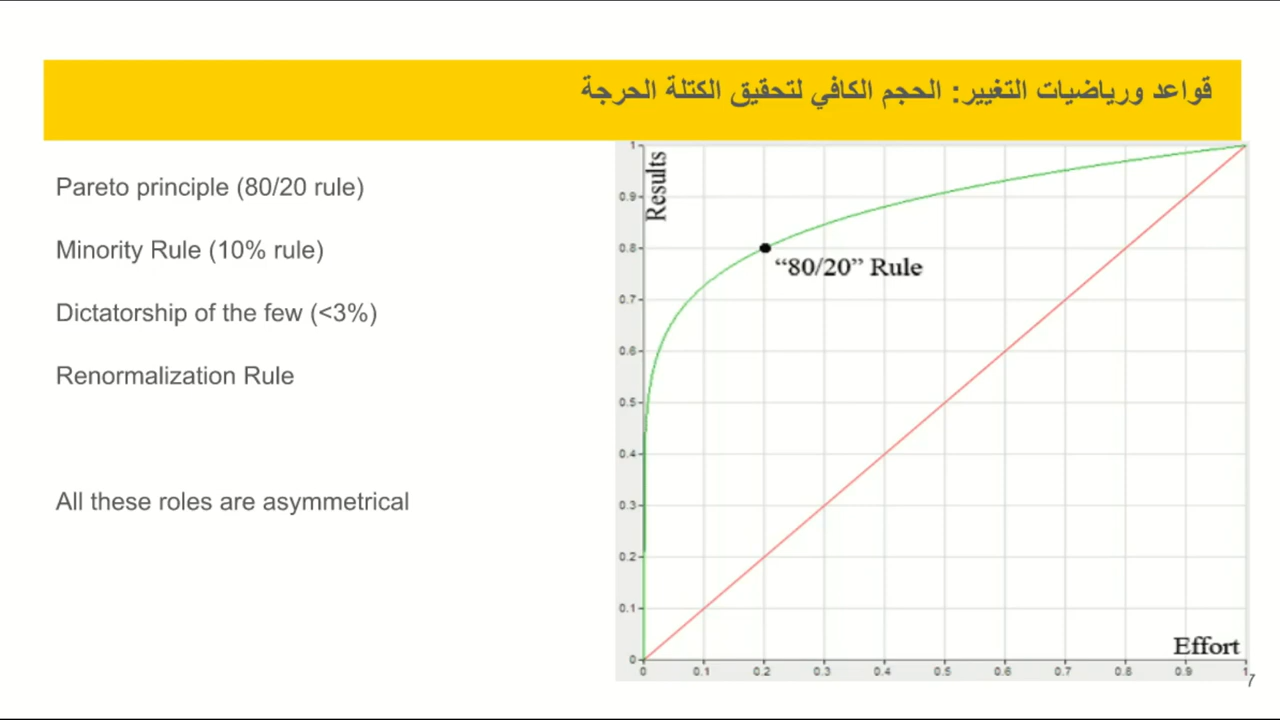 قواعد ورياضيات التغيير: الحجم الكافي لتحقيق الكتلة الحرجة
Pareto principle (80/20 rule)
Minority Rule (10% rule)
Dictatorship of the few (<3%)
Renormalization Rule
All these roles are asymmetrical
Results
1
0.9
0.8
0.7
0.6
0.5
0.4
0.3
0.2
0.1
0
“80/20” Rule
Effort
0 0.1 0.2 0.3 0.4 0.5 0.6 0.7 0.8 0.9 1
7